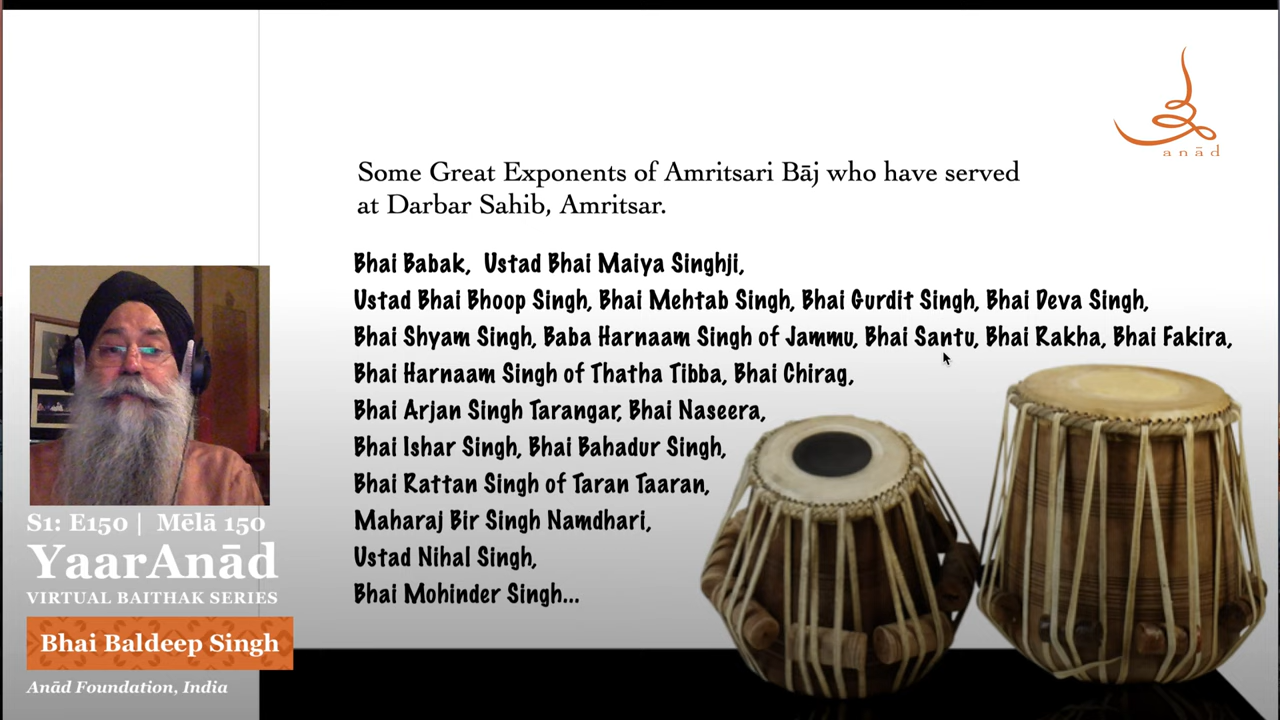 anād
Some Great Exponents of Amritsari Bāj who have served
at Darbar Sahib, Amritsar.
Bhai Babak, Ustad Bhai Maiya Singhji,
Ustad Bhai Bhoop Singh, Bhai Mehtab Singh, Bhai Gurdit Singh, Bhai Deva Singh,
Bhai Shyam Singh, Baba Harnaam Singh of Jammu, Bhai Santu, Bhai Rakha, Bhai Fakira,
Bhai Harnaam Singh of Thatha Tibba, Bhai Chirag,
Bhai Arjan Singh Tarangar, Bhai Naseera,
Bhai Ishar Singh, Bhai Bahadur Singh,
Bhai Rattan Singh of Taran Taaran,
Maharaj Bir Singh Namdhari,
Ustad Nihal Singh,
Bhai Mohinder Singh...
S1: E150 | Mēlā 150
YaarAnād
VIRTUAL BAITHAK SERIES
Bhai Baldeep Singh
Anād Foundation, India